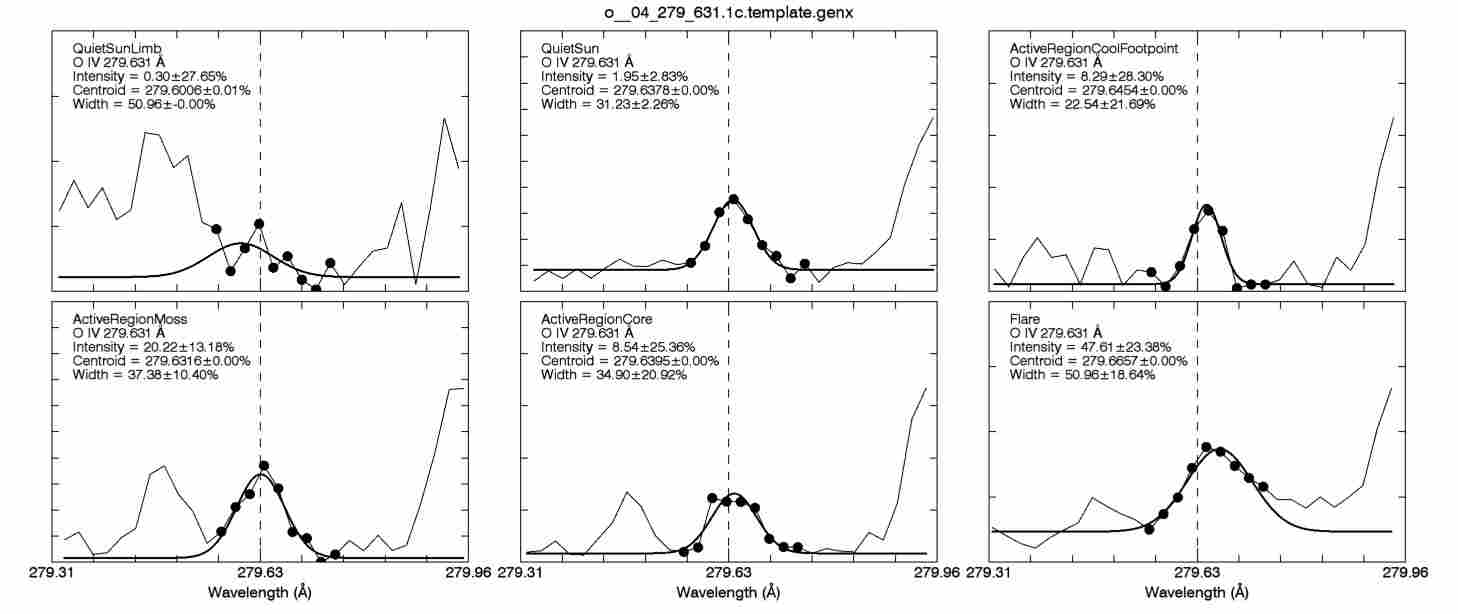 o__04_279_631.1c.template.genx
QuietSunLimb
O IV 279.631 Å
Intensity = 0.30±27.65%
Centroid = 279.6006±0.01%
Width = 50.96±-0.00%
QuietSun
O IV 279.631 Å
Intensity = 1.95±2.83%
Centroid = 279.6378±0.00%
Width = 31.23±2.26%
ActiveRegionCoolFootpoint
O IV 279.631 Å
Intensity = 8.29±28.30%
Centroid = 279.6454±0.00%
Width = 22.54±21.69%
ActiveRegionMoss
O IV 279.631 Å
Intensity = 20.22±13.18%
Centroid = 279.6316±0.00%
Width = 37.38±10.40%
ActiveRegionCore
O IV 279.631 Å
Intensity = 8.54±25.36%
Centroid = 279.6395±0.00%
Width = 34.90±20.92%
Flare
O IV 279.631 Å
Intensity = 47.61±23.38%
Centroid = 279.6657±0.00%
Width = 50.96±18.64%
279.31 279.63 279.96 279.31 279.63 279.96 279.31 279.63 279.96
Wavelength (Å) Wavelength (Å) Wavelength (Å)